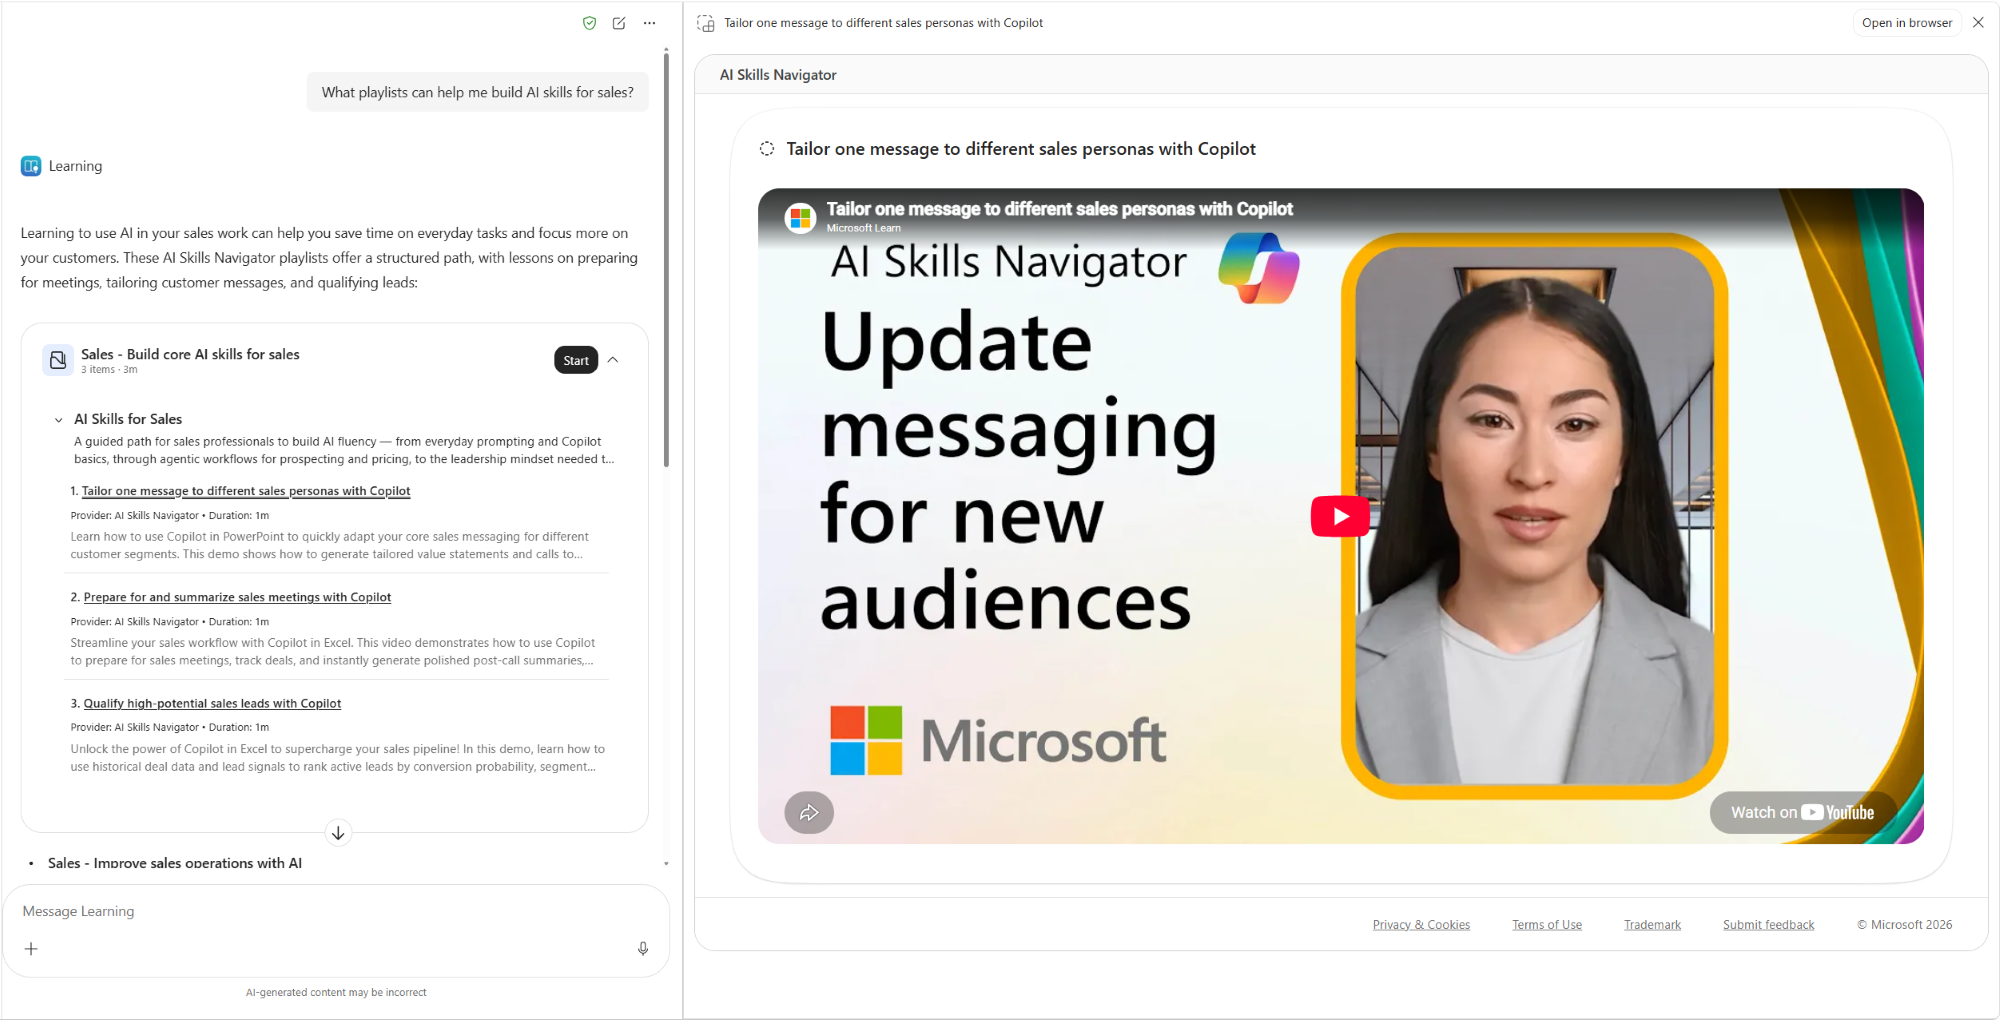 What playlists can help me build AI skills for sales?
Learning
Learning to use AI in your sales work can help you save time on everyday tasks and focus more on
your customers. These AI Skills Navigator playlists offer a structured path, with lessons on preparing
for meetings, tailoring customer messages, and qualifying leads:
Sales - Build core AI skills for sales
3 items · 3m
Start
AI Skills for Sales
A guided path for sales professionals to build AI fluency — from everyday prompting and Copilot
basics, through agentic workflows for prospecting and pricing, to the leadership mindset needed t...
1. Tailor one message to different sales personas with Copilot
Provider: AI Skills Navigator • Duration: 1m
Learn how to use Copilot in PowerPoint to quickly adapt your core sales messaging for different
customer segments. This demo shows how to generate tailored value statements and calls to...
2. Prepare for and summarize sales meetings with Copilot
Provider: AI Skills Navigator • Duration: 1m
Streamline your sales workflow with Copilot in Excel. This video demonstrates how to use Copilot
to prepare for sales meetings, track deals, and instantly generate polished post-call summaries,...
3. Qualify high-potential sales leads with Copilot
Provider: AI Skills Navigator • Duration: 1m
Unlock the power of Copilot in Excel to supercharge your sales pipeline! In this demo, learn how to
use historical deal data and lead signals to rank active leads by conversion probability, segment...
• Sales - Improve sales operations with AI
Message Learning
AI-generated content may be incorrect
Tailor one message to different sales personas with Copilot
Open in browser
AI Skills Navigator
Tailor one message to different sales personas with Copilot
Tailor one message to different sales personas with Copilot
Microsoft Learn
AI Skills Navigator
Update
messaging
for new
audiences
Microsoft
Watch on YouTube
Privacy & Cookies
Terms of Use
Trademark
Submit feedback
© Microsoft 2026